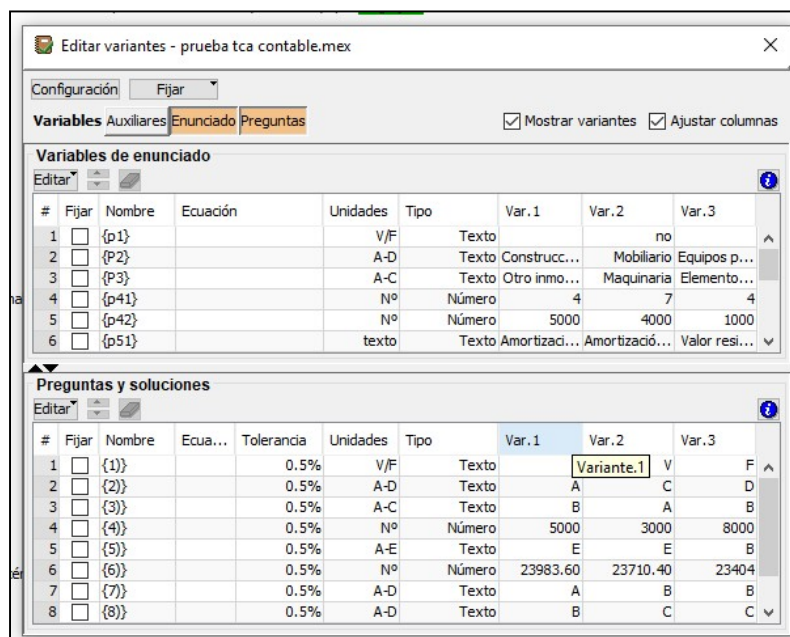 Editar variantes - prueba tca contable.mex
Configuración Fijar
Variables Auxiliares Enunciado Preguntas Mostrar variantes Ajustar columnas
Variables de enunciado
Editar
# Fijar Nombre Ecuación Unidades Tipo Var.1 Var.2 Var.3
1 {p1} V/F Texto no
2 {P2} A-D Texto Construcc... Mobiliario Equipos p...
3 {P3} A-C Texto Otro inmo... Maquinaria Elemento...
4 {p41} Nº Número 4 7 4
5 {p42} Nº Número 5000 4000 1000
6 {p51} texto Texto Amortizaci... Amortizació... Valor resi...
Preguntas y soluciones
Editar
# Fijar Nombre Ecua... Tolerancia Unidades Tipo Var.1 Var.2 Var.3
1 {1)} 0.5% V/F Texto Variante.1 V F
2 {2)} 0.5% A-D Texto A C D
3 {3)} 0.5% A-C Texto B A B
4 {4)} 0.5% Nº Número 5000 3000 8000
5 {5)} 0.5% A-E Texto E E B
6 {6)} 0.5% Nº Número 23983.60 23710.40 23404
7 {7)} 0.5% A-D Texto A B B
8 {8)} 0.5% A-D Texto B C C